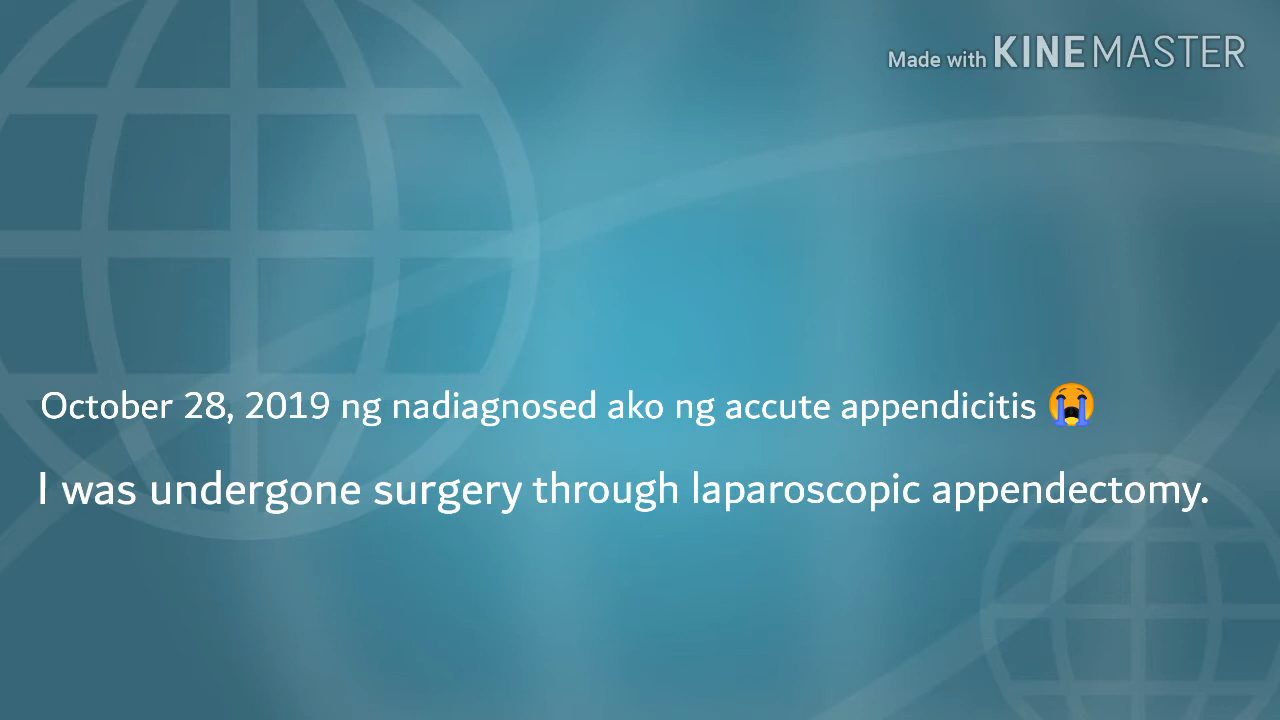 Made with KINEMASTER
October 28, 2019 ng nadiagnosed ako ng accute appendicitis 😭
I was undergone surgery through laparoscopic appendectomy.